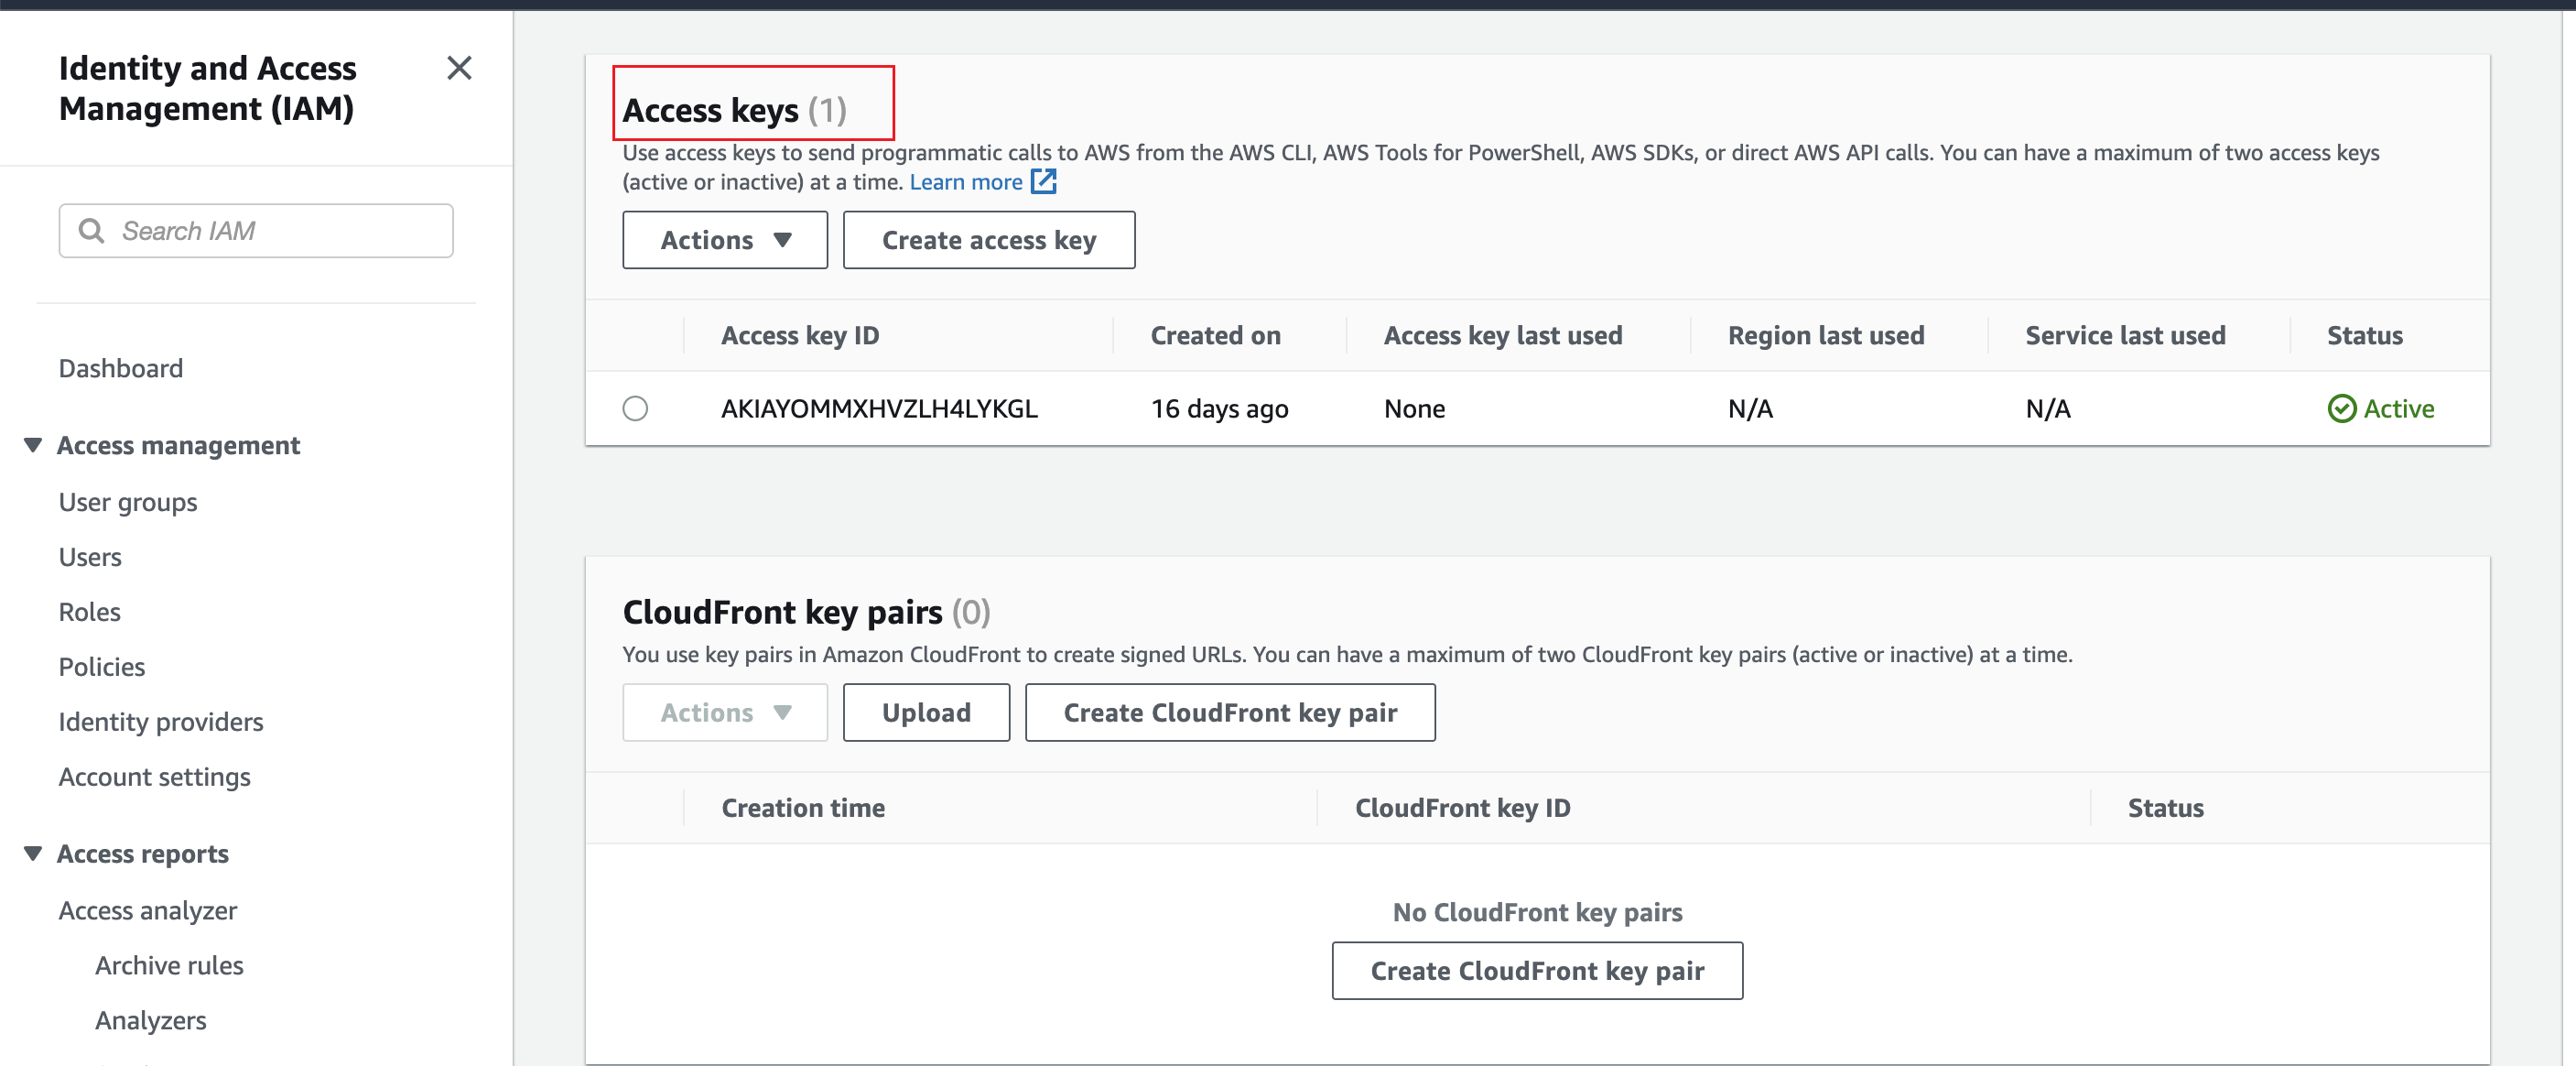 Identity and Access
Management (IAM)
Search IAM
Dashboard
Access management
User groups
Users
Roles
Policies
Identity providers
Account settings
Access reports
Access analyzer
Archive rules
Analyzers
Access keys (1)
Use access keys to send programmatic calls to AWS from the AWS CLI, AWS Tools for PowerShell, AWS SDKs, or direct AWS API calls. You can have a maximum of two access keys
(active or inactive) at a time. Learn more
Actions Create access key
Access key ID Created on Access key last used Region last used Service last used Status
AKIAYOMMXHVZLH4LYKGL 16 days ago None N/A N/A Active
CloudFront key pairs (0)
You use key pairs in Amazon CloudFront to create signed URLs. You can have a maximum of two CloudFront key pairs (active or inactive) at a time.
Actions Upload Create CloudFront key pair
Creation time CloudFront key ID Status
No CloudFront key pairs
Create CloudFront key pair